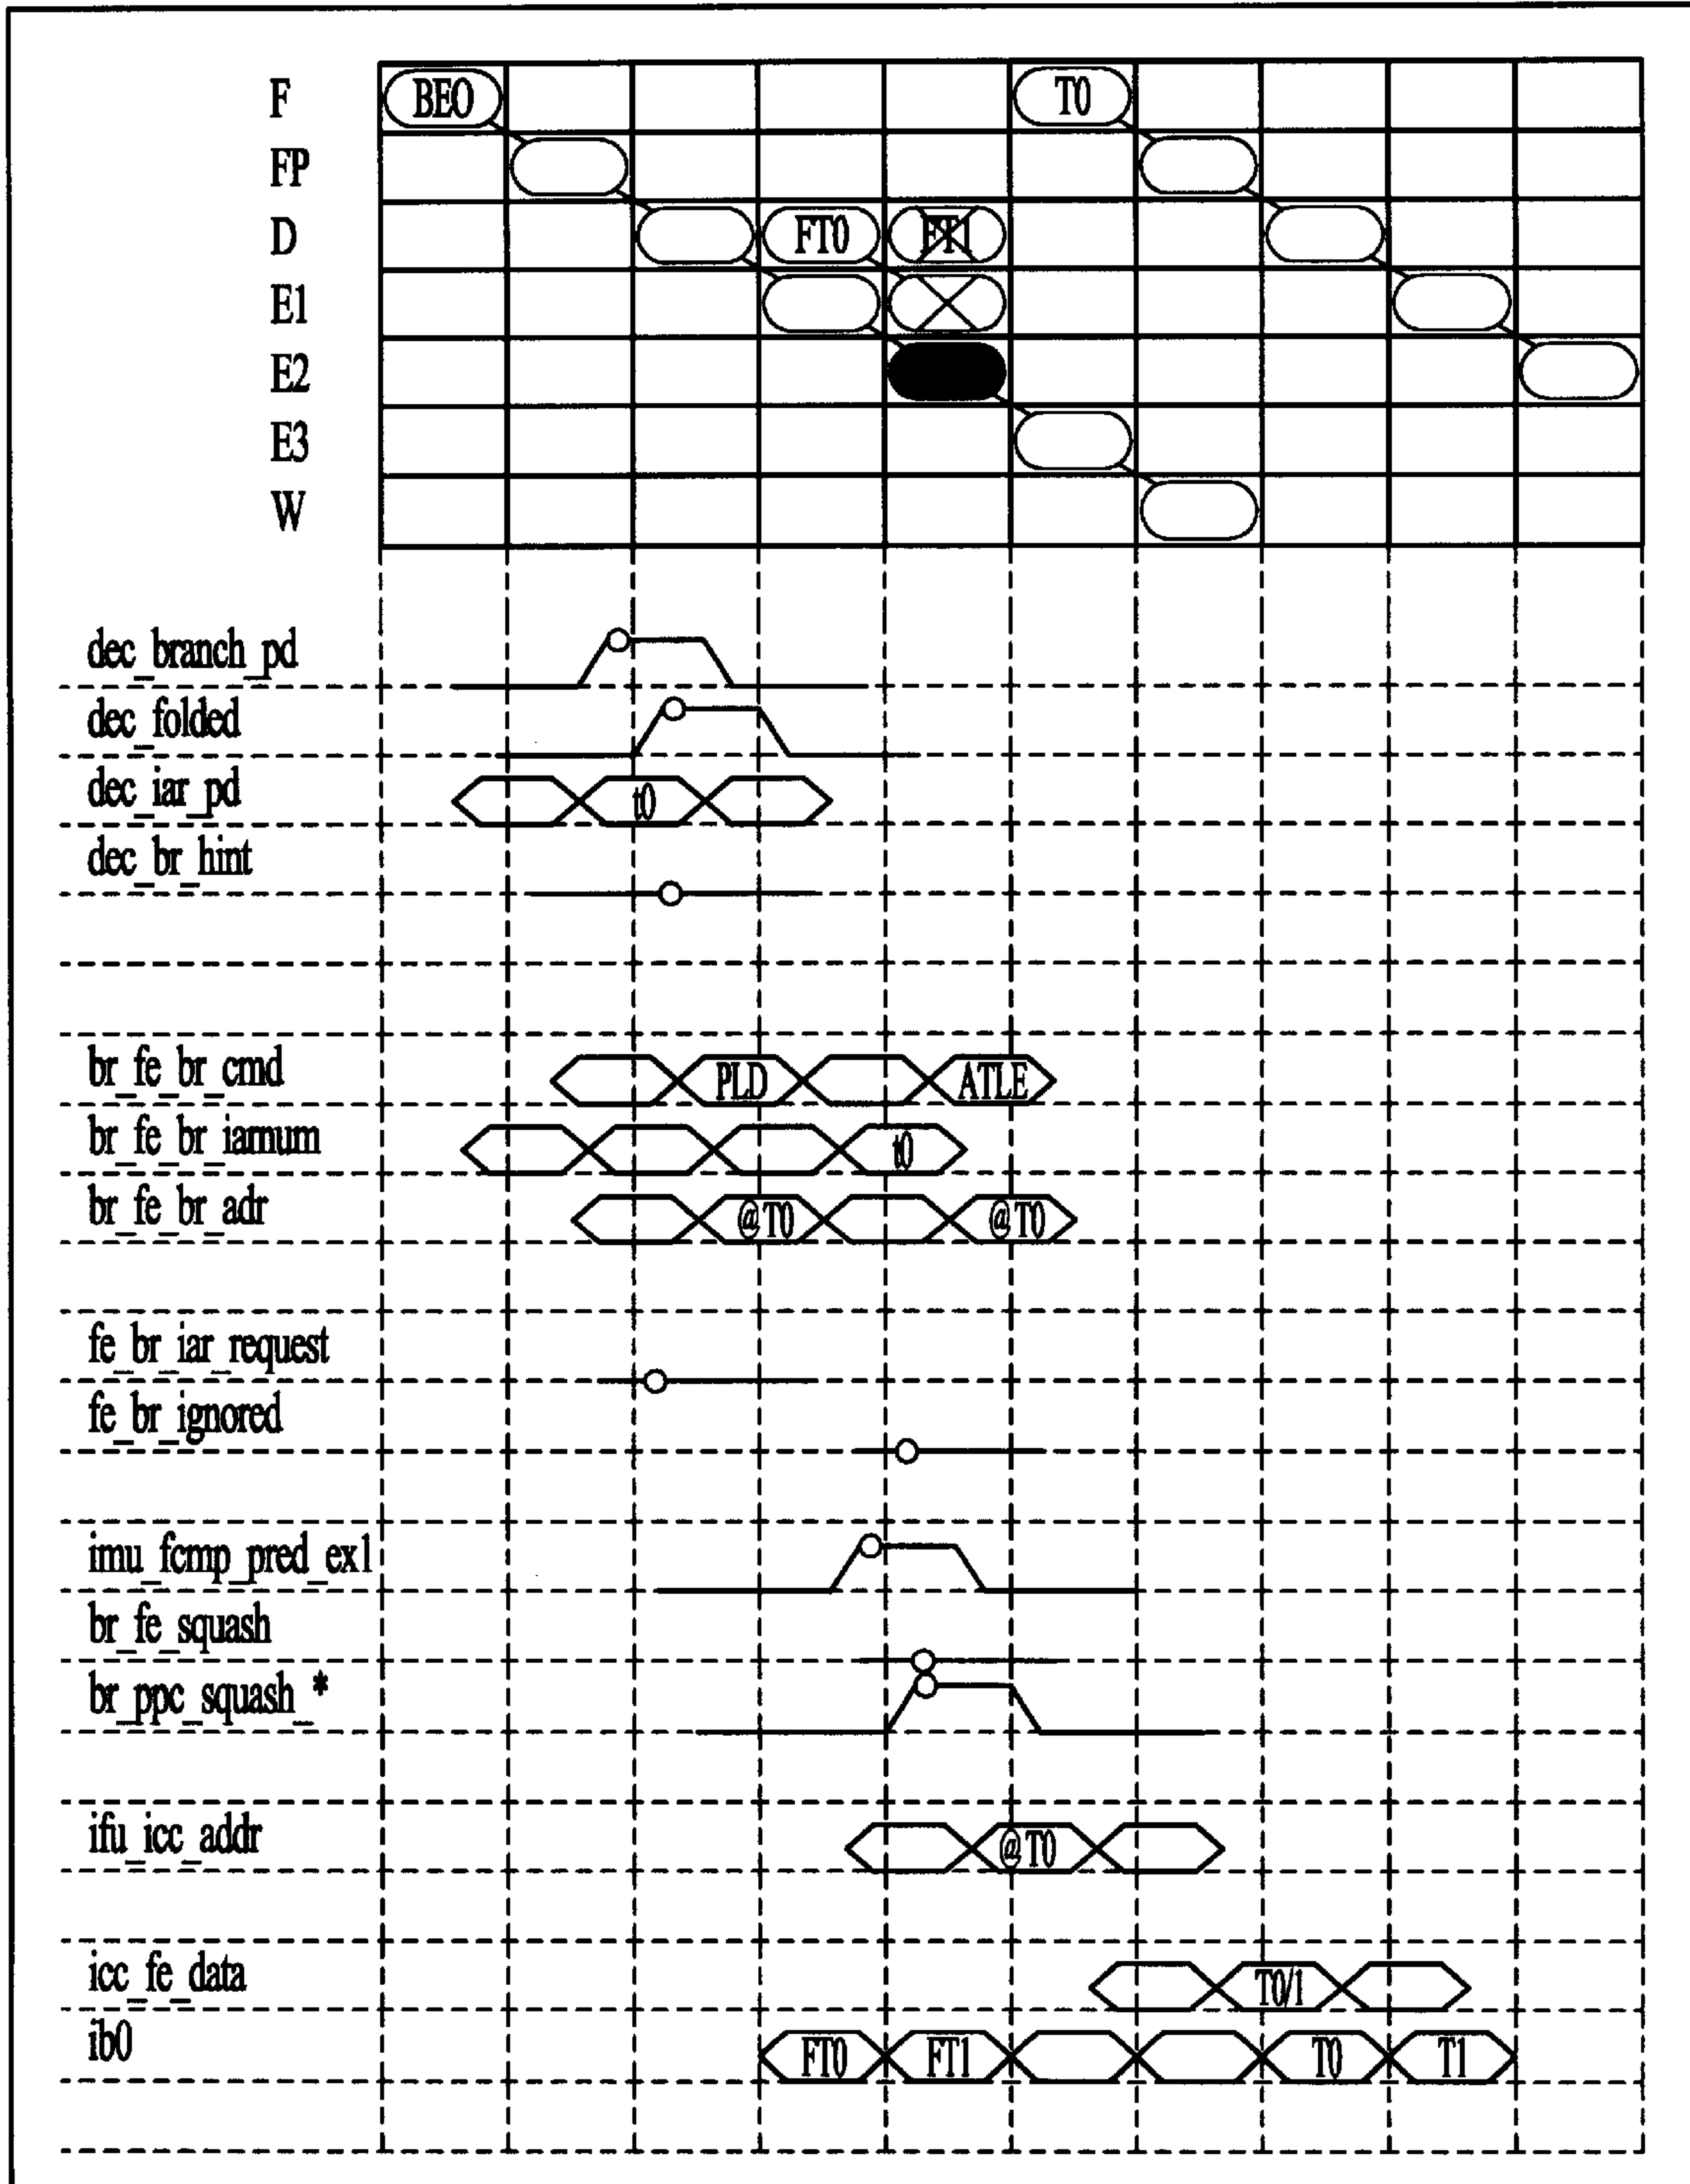 F BEO T0
FP
D FT0 FT1
E1
E2
E3
W
dec_branch_pd
dec_folded
dec_iar_pd t0
dec_br_hint
br_fe_br_cmd PLD ATLE
br_fe_br_iarnum t0
br_fe_br_adr @T0 @T0
fe_br_iar_request
fe_br_ignored
imu_fcmp_pred_ex1
br_fe_squash
br_ppc_squash_*
ifu_icc_addr @T0
icc_fe_data T0/1
ib0 FT0 FT1 T0 T1